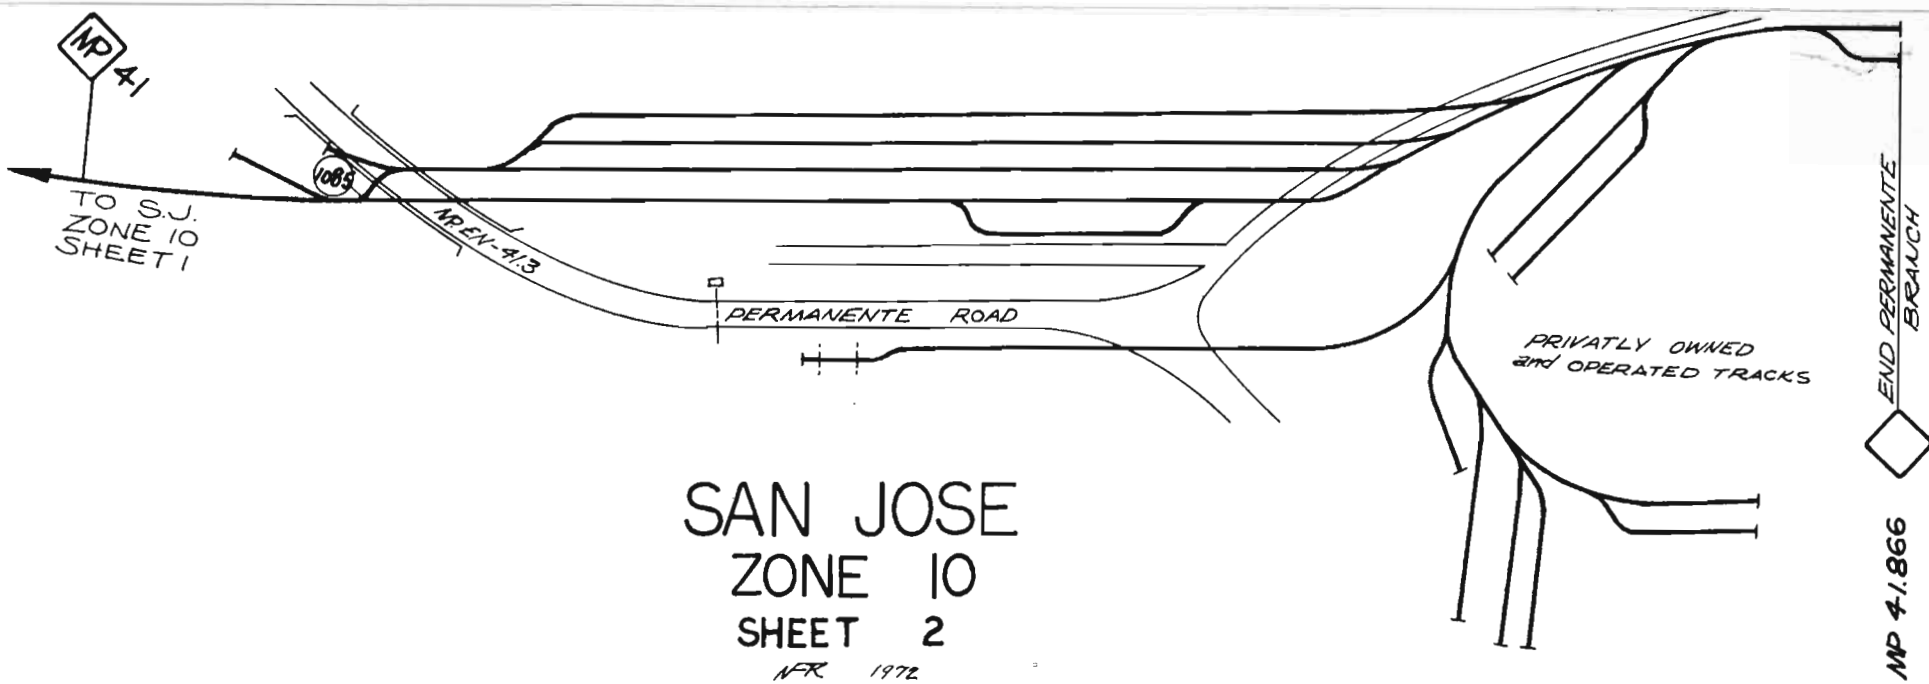 MP
41
TO S.J.
ZONE 10
SHEET 1
1085
NP. EN-41.3
PERMANENTE ROAD
PRIVATLY OWNED
and OPERATED TRACKS
END PERMANENTE
BRANCH
MP 41.866
SAN JOSE
ZONE 10
SHEET 2
NFR 1972